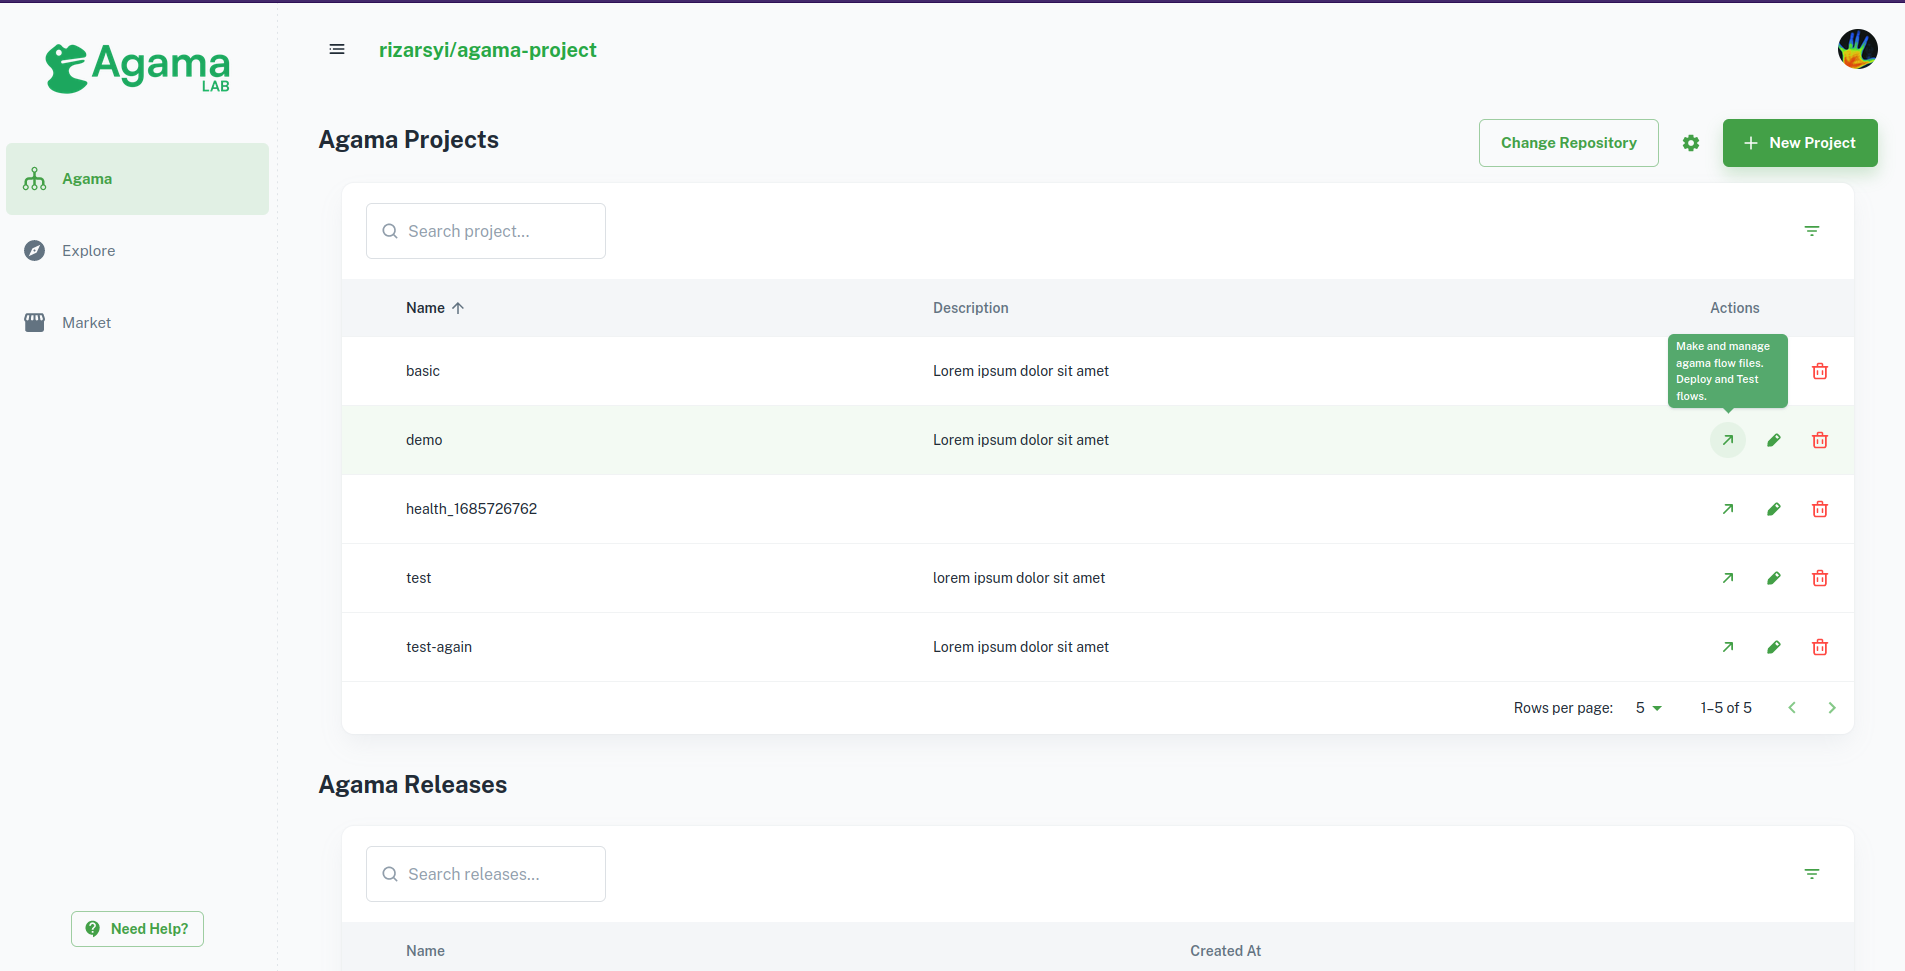 Agama
LAB
rizarsyi/agama-project
Agama
Explore
Market
Need Help?
Agama Projects
Change Repository
New Project
Search project...
Name
Description
Actions
basic
Lorem ipsum dolor sit amet
Make and manage
agama flow files.
Deploy and Test
flows.
demo
Lorem ipsum dolor sit amet
health_1685726762
test
lorem ipsum dolor sit amet
test-again
Lorem ipsum dolor sit amet
Rows per page: 5 1–5 of 5
Agama Releases
Search releases...
Name
Created At